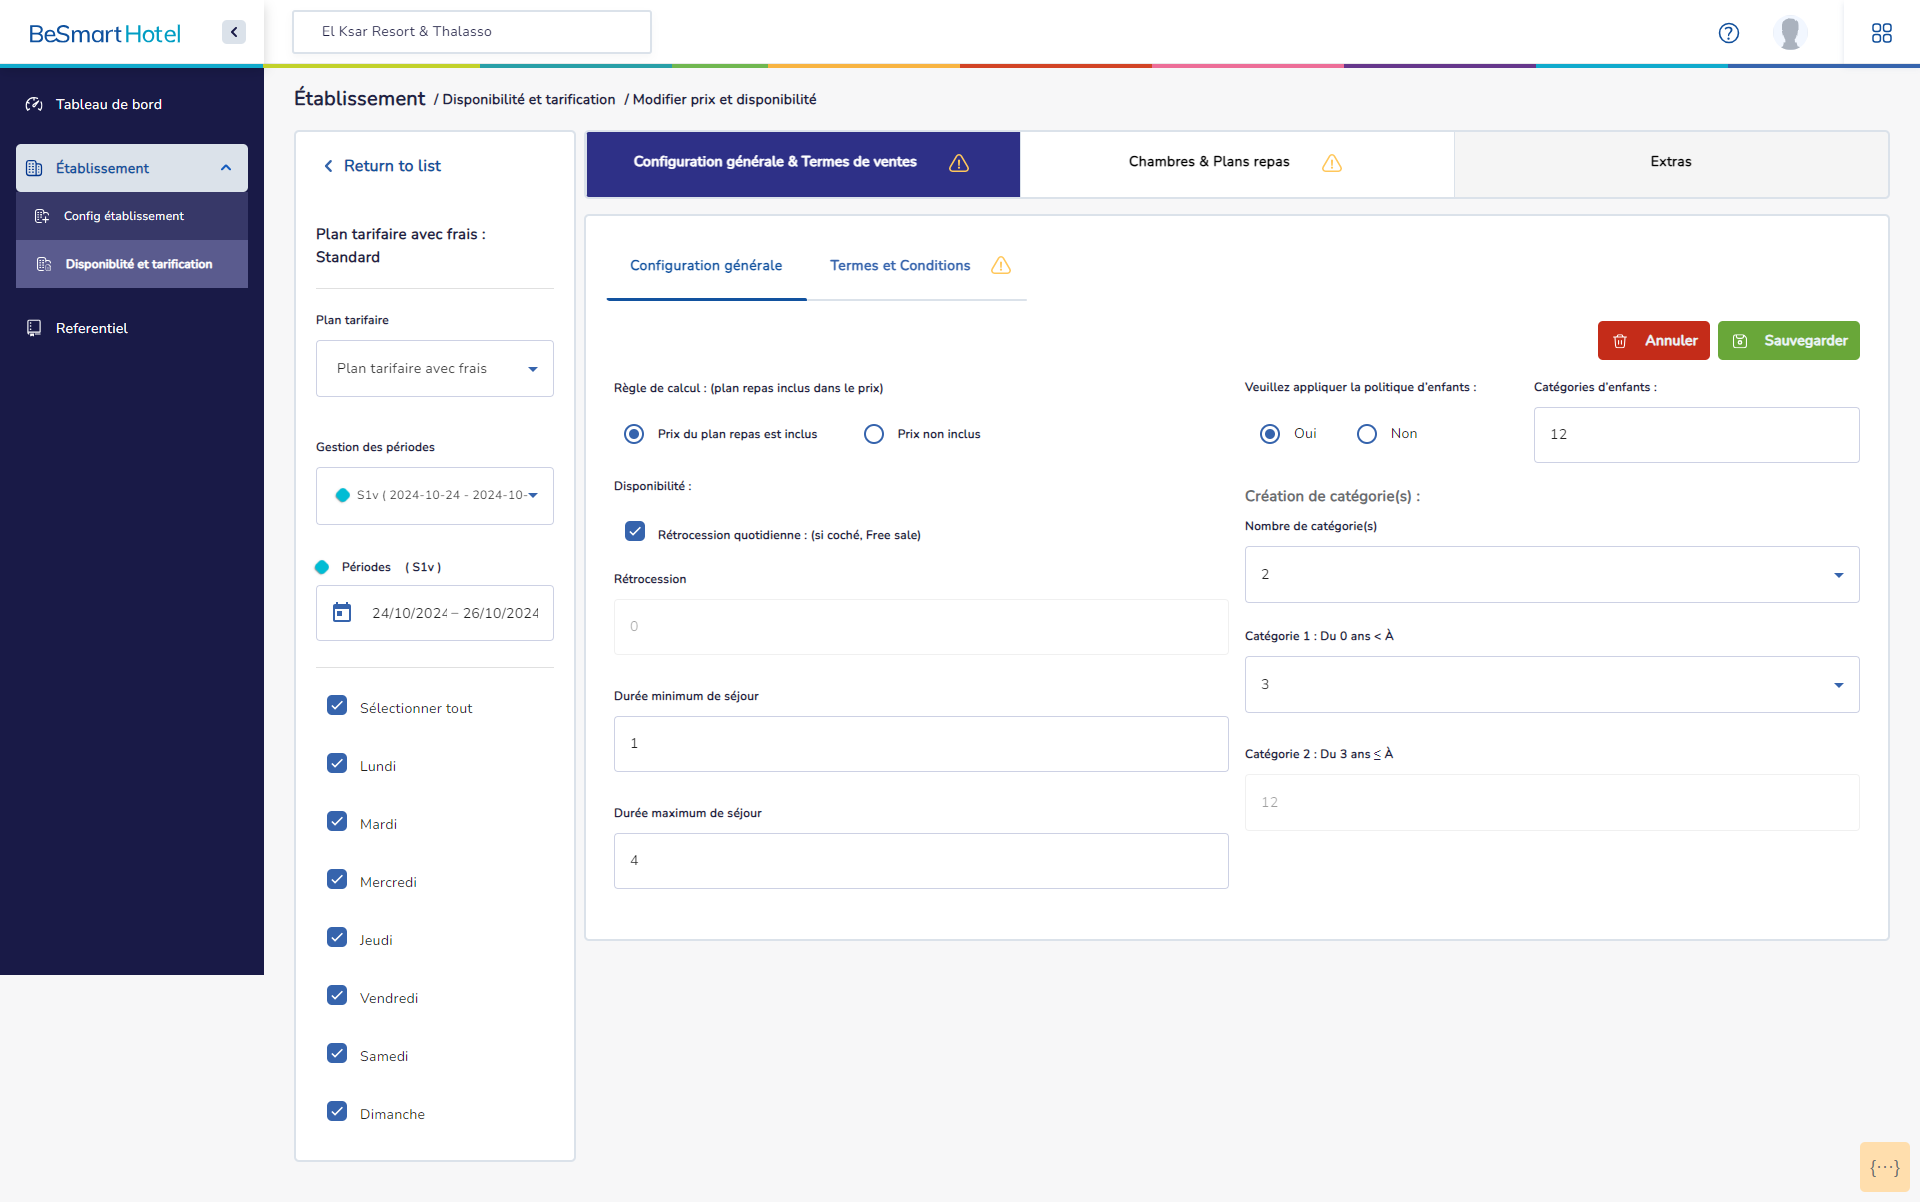 BeSmart Hotel
El Ksar Resort & Thalasso
Tableau de bord
Établissement
Config établissement
Disponiblité et tarification
Referentiel
Établissement / Disponibilité et tarification / Modifier prix et disponibilité
Return to list
Plan tarifaire avec frais :
Standard
Plan tarifaire
Plan tarifaire avec frais
Gestion des périodes
S1v ( 2024-10-24 - 2024-10-
Périodes ( S1v )
24/10/2024 – 26/10/2024
Sélectionner tout
Lundi
Mardi
Mercredi
Jeudi
Vendredi
Samedi
Dimanche
Configuration générale & Termes de ventes
Chambres & Plans repas
Extras
Configuration générale
Termes et Conditions
Annuler
Sauvegarder
Règle de calcul : (plan repas inclus dans le prix)
Prix du plan repas est inclus
Prix non inclus
Disponibilité :
Rétrocession quotidienne : (si coché, Free sale)
Rétrocession
0
Durée minimum de séjour
1
Durée maximum de séjour
4
Veuillez appliquer la politique d'enfants :
Oui
Non
Catégories d'enfants :
12
Création de catégorie(s) :
Nombre de catégorie(s)
2
Catégorie 1 : Du 0 ans < À
3
Catégorie 2 : Du 3 ans ≤ À
12
{···}